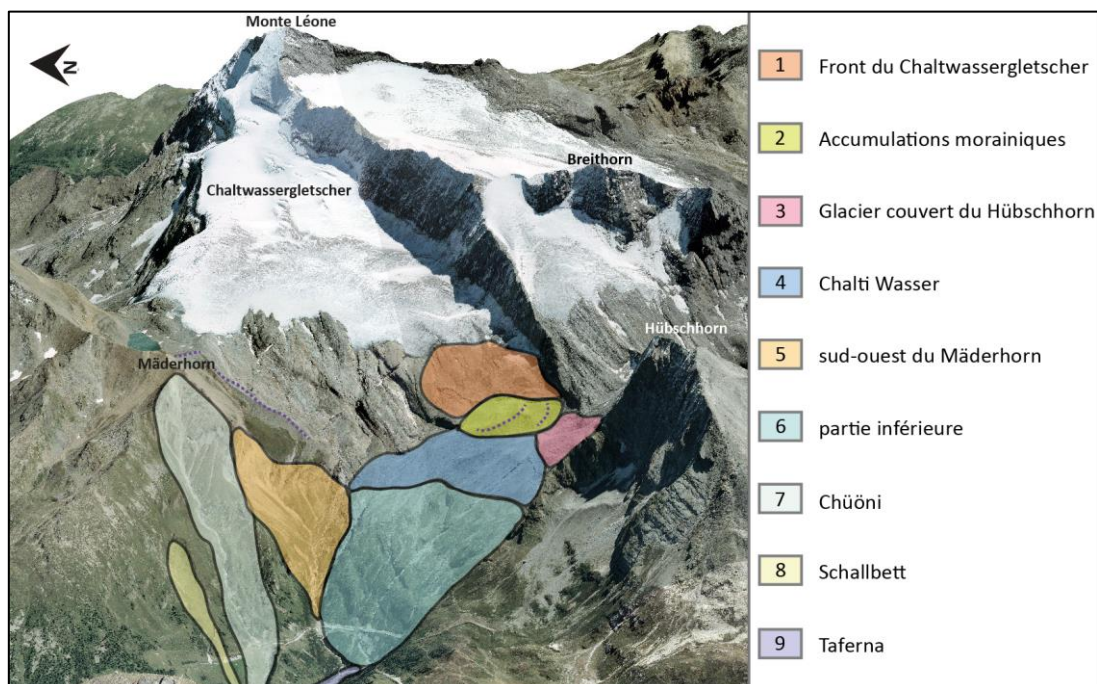 Monte Léone
N
Breithorn
Chaltwassergletscher
Hübschhorn
Mäderhorn
1 Front du Chaltwassergletscher
2 Accumulations morainiques
3 Glacier couvert du Hübschhorn
4 Chalti Wasser
5 sud-ouest du Mäderhorn
6 partie inférieure
7 Chüöni
8 Schallbett
9 Taferna